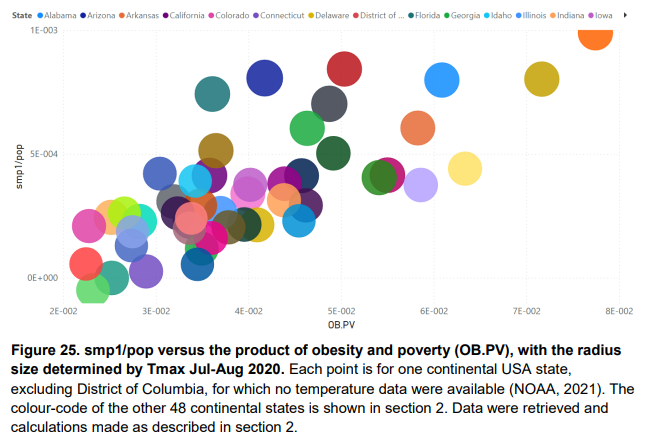 State Alabama Arizona Arkansas California Colorado Connecticut Delaware District of ... Florida Georgia Idaho Illinois Indiana Iowa
1E-003
5E-004
0E+000
smp1/pop
2E-002 3E-002 4E-002 5E-002 6E-002 7E-002 8E-002
OB.PV
Figure 25. smp1/pop versus the product of obesity and poverty (OB.PV), with the radius
size determined by Tmax Jul-Aug 2020. Each point is for one continental USA state,
excluding District of Columbia, for which no temperature data were available (NOAA, 2021). The
colour-code of the other 48 continental states is shown in section 2. Data were retrieved and
calculations made as described in section 2.